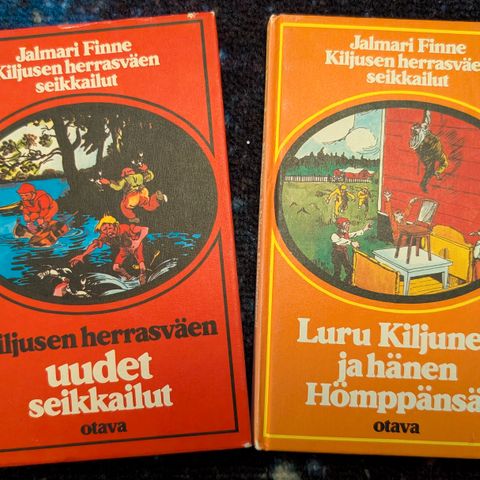 Jalmari Finne
Kiljusen herrasväen
seikkailut
iljusen herrasväen
uudet
seikkailut
otava
Jalmari Finne
Kiljusen herrasväe
seikkailut
Luru Kiljune
ja hänen
Hömppänsä
otava